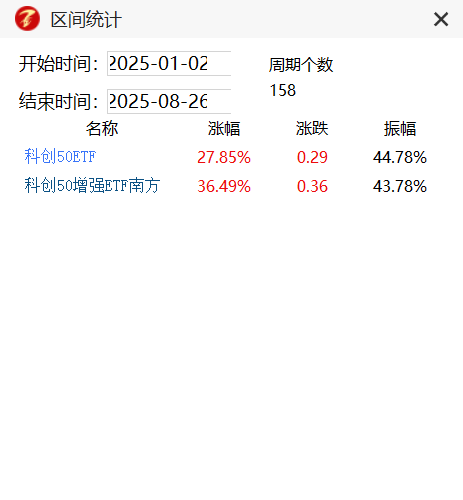 区间统计
开始时间： 2025-01-02 周期个数
158
结束时间： 2025-08-26
名称 涨幅 涨跌 振幅
科创50ETF 27.85% 0.29 44.78%
科创50增强ETF南方 36.49% 0.36 43.78%